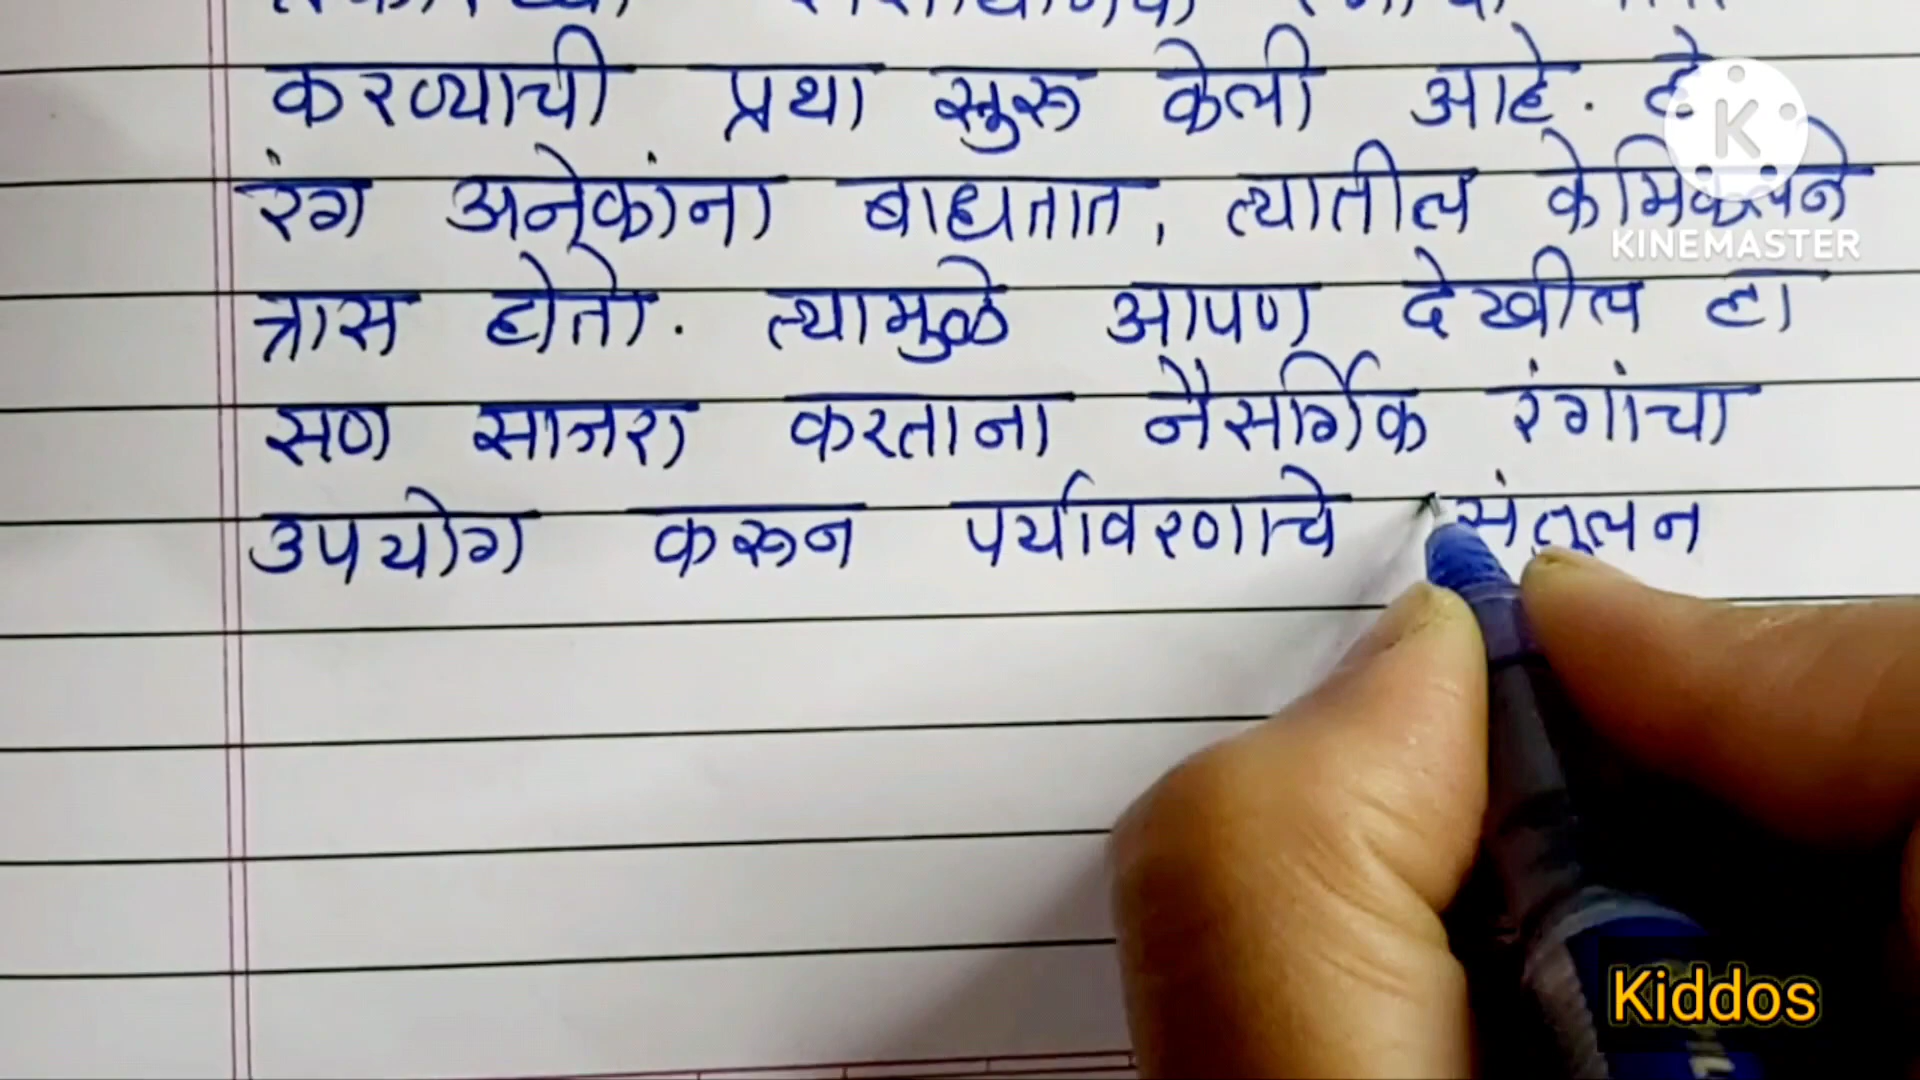 करण्याची प्रथा सुरू केली आहे. हे
रंग अनेकांना बाधतात, त्यातील केमिकलने
त्रास होतो. त्यामुळे आपण देखील हा
सण साजरा करताना नैसर्गिक रंगांचा
उपयोग करून पर्यावरणाचे संतूलन
K
KINEMASTER
Kiddos